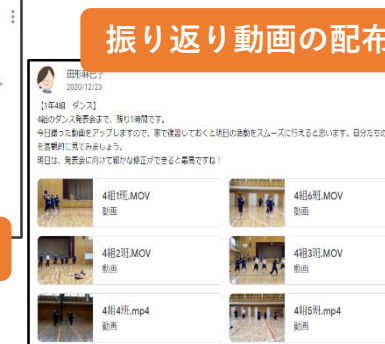 振り返り動画の配布
田形麻己子
2020/12/23
【1年4組 ダンス】
4組のダンス発表会まで、残り1時間です。
今日撮った動画をアップしますので、家で復習しておくと明日の活動をスムーズに行えると思います。自分たちの
を客観的に見てみましょう。
明日は、発表会に向けて細かな修正ができると最高ですね!
4組1班.MOV
動画
4組6班.MOV
動画
4組2班.MOV
動画
4組3班.MOV
動画
4組4班.mp4
動画
4組5班.mp4
動画